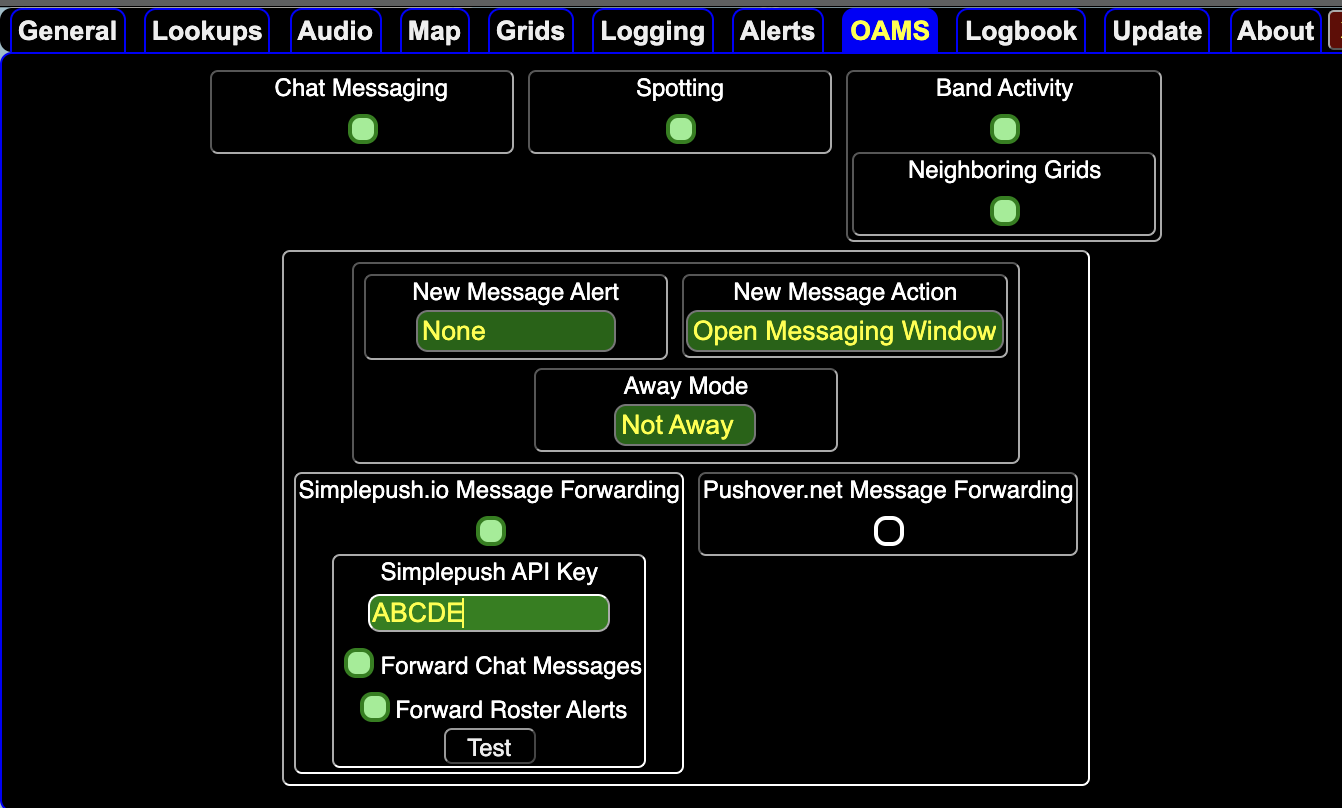 General Lookups Audio Map Grids Logging Alerts OAMS Logbook Update About
Chat Messaging Spotting Band Activity
Neighboring Grids
New Message Alert New Message Action
None Open Messaging Window
Away Mode
Not Away
Simplepush.io Message Forwarding Pushover.net Message Forwarding
Simplepush API Key
ABCDE
Forward Chat Messages
Forward Roster Alerts
Test